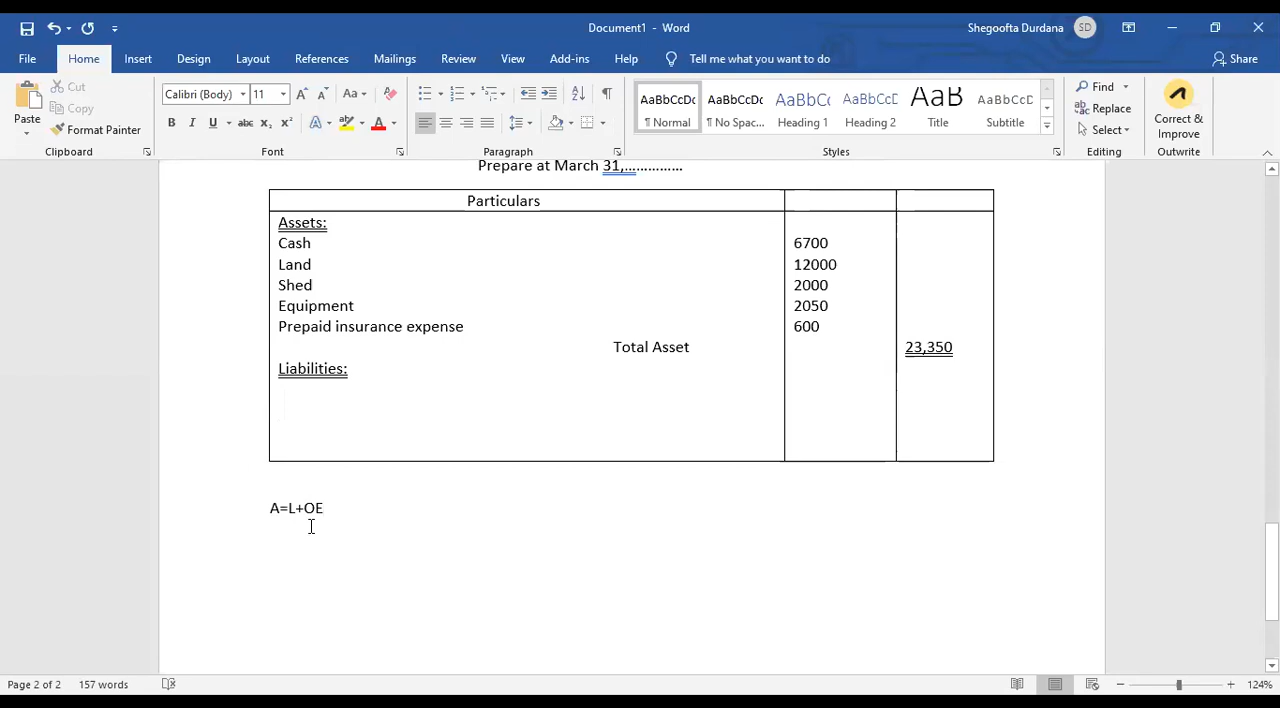 Document1 - Word
Shegoofta Durdana SD
File Home Insert Design Layout References Mailings Review View Add-ins Help Tell me what you want to do Share
Paste
Cut
Copy
Format Painter
Clipboard
Calibri (Body) 11
Font
Paragraph
AaBbCcDc AaBbCcDc AaBbCc AaBbCcD AaB AaBbCcD
¶ Normal ¶ No Spac... Heading 1 Heading 2 Title Subtitle
Styles
Find
Replace
Select
Editing
Correct & Improve
Outwrite
Prepare at March 31,……………
Particulars
Assets:
Cash 6700
Land 12000
Shed 2000
Equipment 2050
Prepaid insurance expense 600
Total Asset 23,350
Liabilities:
A=L+OE
Page 2 of 2 157 words 124%